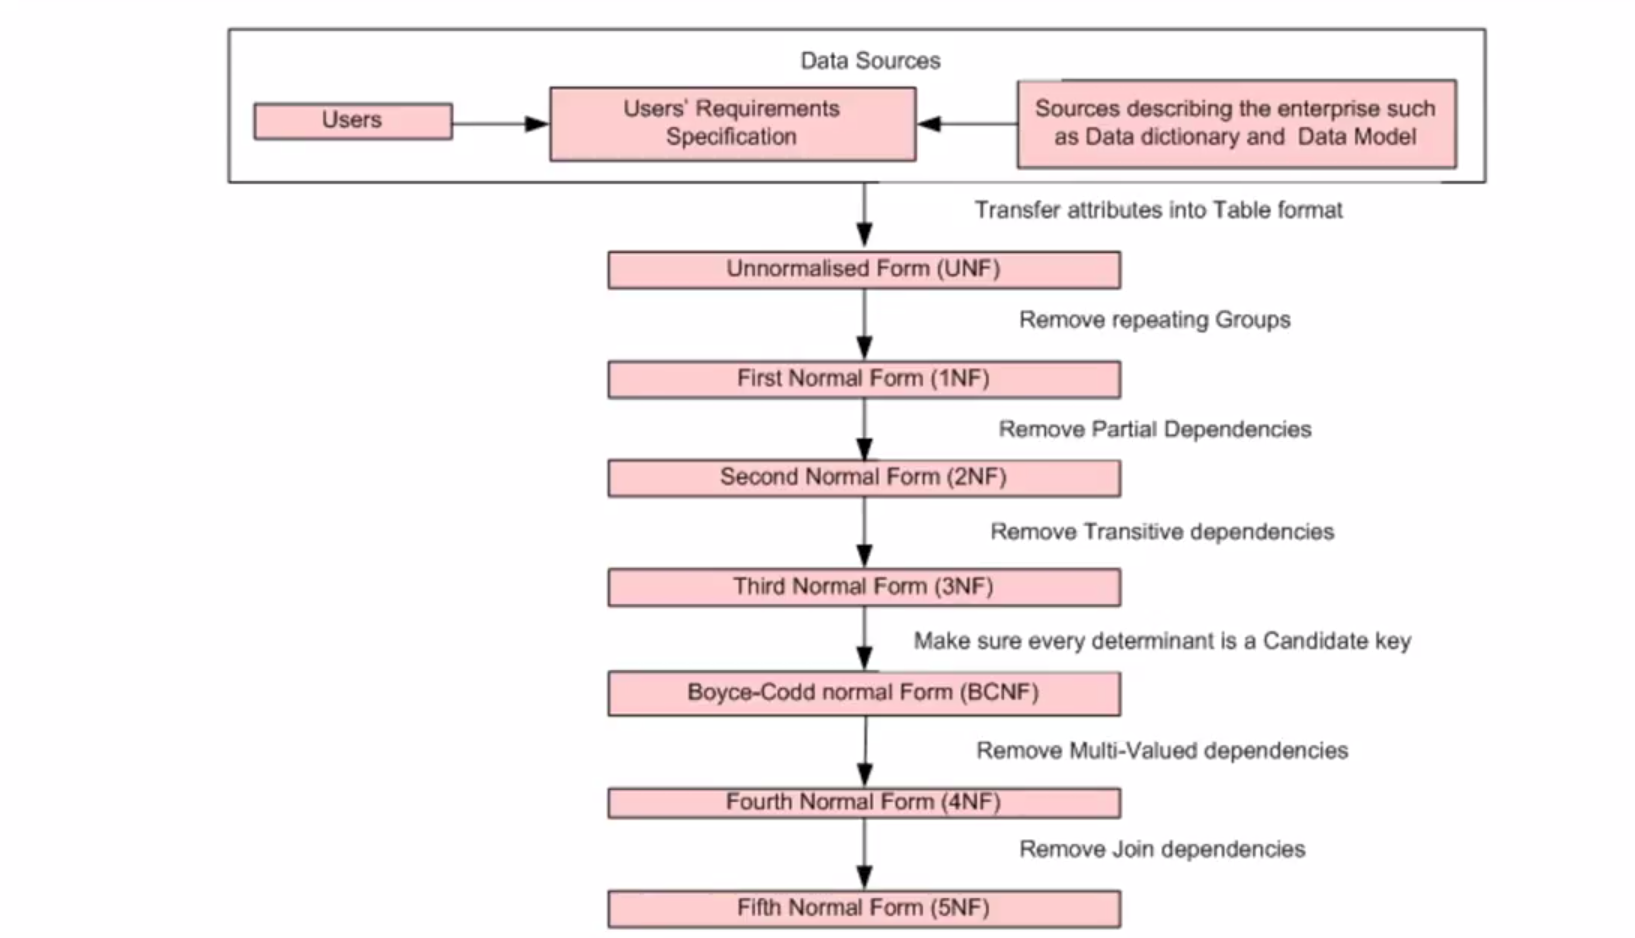 Data Sources
Users
Users' Requirements
Specification
Sources describing the enterprise such
as Data dictionary and Data Model
Transfer attributes into Table format
Unnormalised Form (UNF)
Remove repeating Groups
First Normal Form (1NF)
Remove Partial Dependencies
Second Normal Form (2NF)
Remove Transitive dependencies
Third Normal Form (3NF)
Make sure every determinant is a Candidate key
Boyce-Codd normal Form (BCNF)
Remove Multi-Valued dependencies
Fourth Normal Form (4NF)
Remove Join dependencies
Fifth Normal Form (5NF)